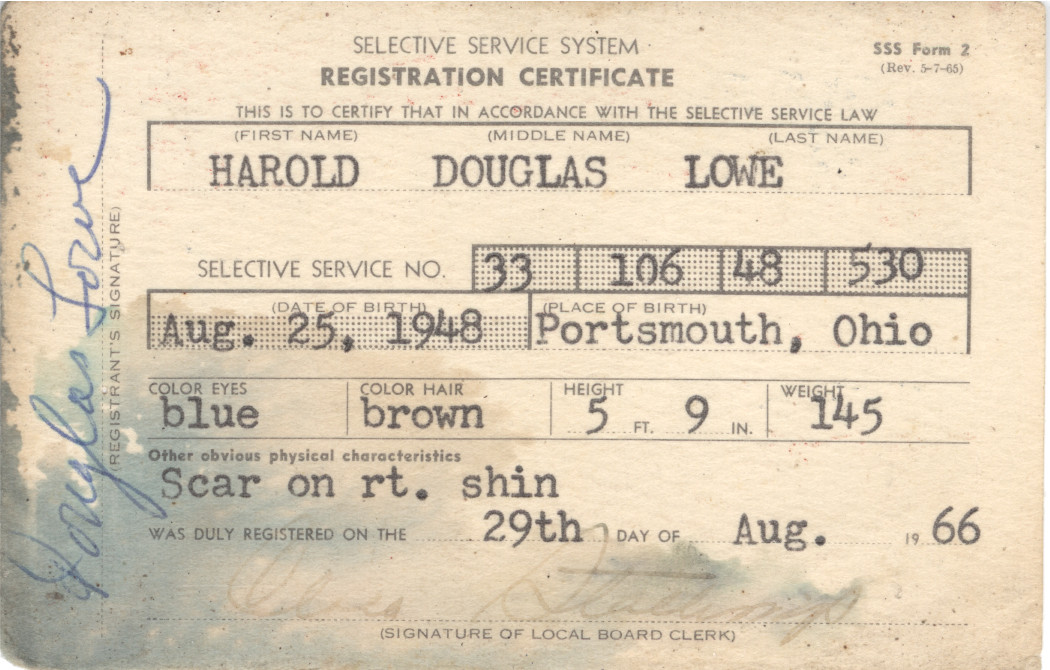 SELECTIVE SERVICE SYSTEM
SSS Form 2
REGISTRATION CERTIFICATE
(Rev. 5-7-65)
THIS IS TO CERTIFY THAT IN ACCORDANCE WITH THE SELECTIVE SERVICE LAW
(FIRST NAME) (MIDDLE NAME) (LAST NAME)
HAROLD DOUGLAS LOWE
SELECTIVE SERVICE NO. 33 106 48 530
(DATE OF BIRTH) (PLACE OF BIRTH)
Aug. 25, 1948 Portsmouth, Ohio
COLOR EYES COLOR HAIR HEIGHT WEIGHT
blue brown 5 FT. 9 IN. 145
Other obvious physical characteristics
Scar on rt. shin
WAS DULY REGISTERED ON THE 29th DAY OF Aug. 19 66
(SIGNATURE OF LOCAL BOARD CLERK)
Douglas Lowe
(REGISTRANT'S SIGNATURE)